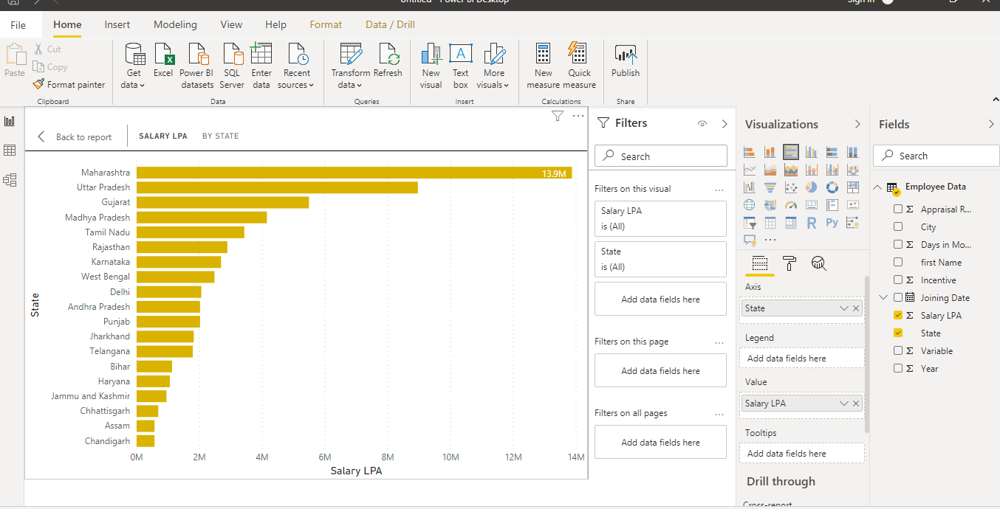 Untitled - Power BI Desktop
Sign in
File Home Insert Modeling View Help Format Data / Drill
Paste
Cut
Copy
Format painter
Clipboard
Get data
Excel
Power BI datasets
SQL Server
Enter data
Recent sources
Data
Transform data
Refresh
Queries
New visual
Text box
More visuals
Insert
New measure
Quick measure
Calculations
Publish
Share
Back to report
SALARY LPA BY STATE
State
Maharashtra 13.9M
Uttar Pradesh
Gujarat
Madhya Pradesh
Tamil Nadu
Rajasthan
Karnataka
West Bengal
Delhi
Andhra Pradesh
Punjab
Jharkhand
Telangana
Bihar
Haryana
Jammu and Kashmir
Chhattisgarh
Assam
Chandigarh
0M 2M 4M 6M 8M 10M 12M 14M
Salary LPA
Filters
Search
Filters on this visual ...
Salary LPA
is (All)
State
is (All)
Add data fields here
Filters on this page ...
Add data fields here
Filters on all pages ...
Add data fields here
Visualizations
123
R
Py
...
Axis
State
Legend
Add data fields here
Value
Salary LPA
Tooltips
Add data fields here
Drill through
Cross-report
Fields
Search
Employee Data
Σ Appraisal R...
City
Σ Days in Mo...
first Name
Σ Incentive
Joining Date
Σ Salary LPA
State
Σ Variable
Σ Year